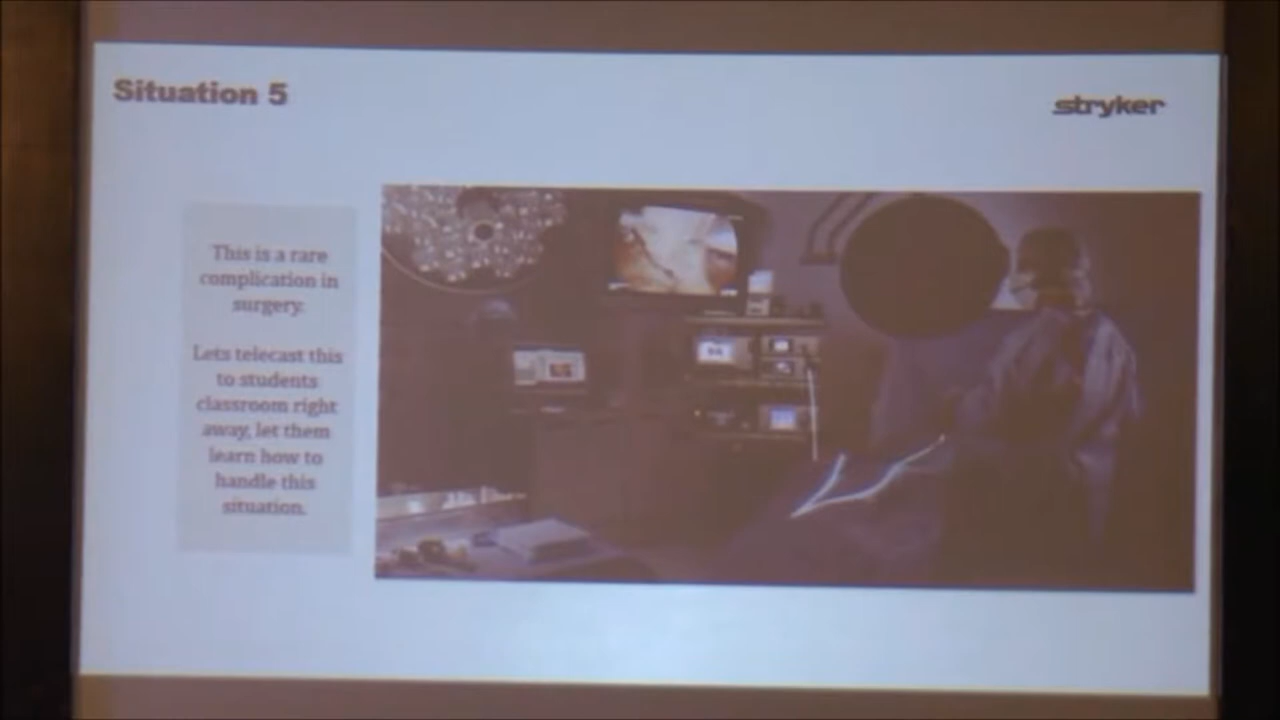 Situation 5
stryker
This is a rare
complication in
surgery.
Lets telecast this
to students
classroom right
away, let them
learn how to
handle this
situation.